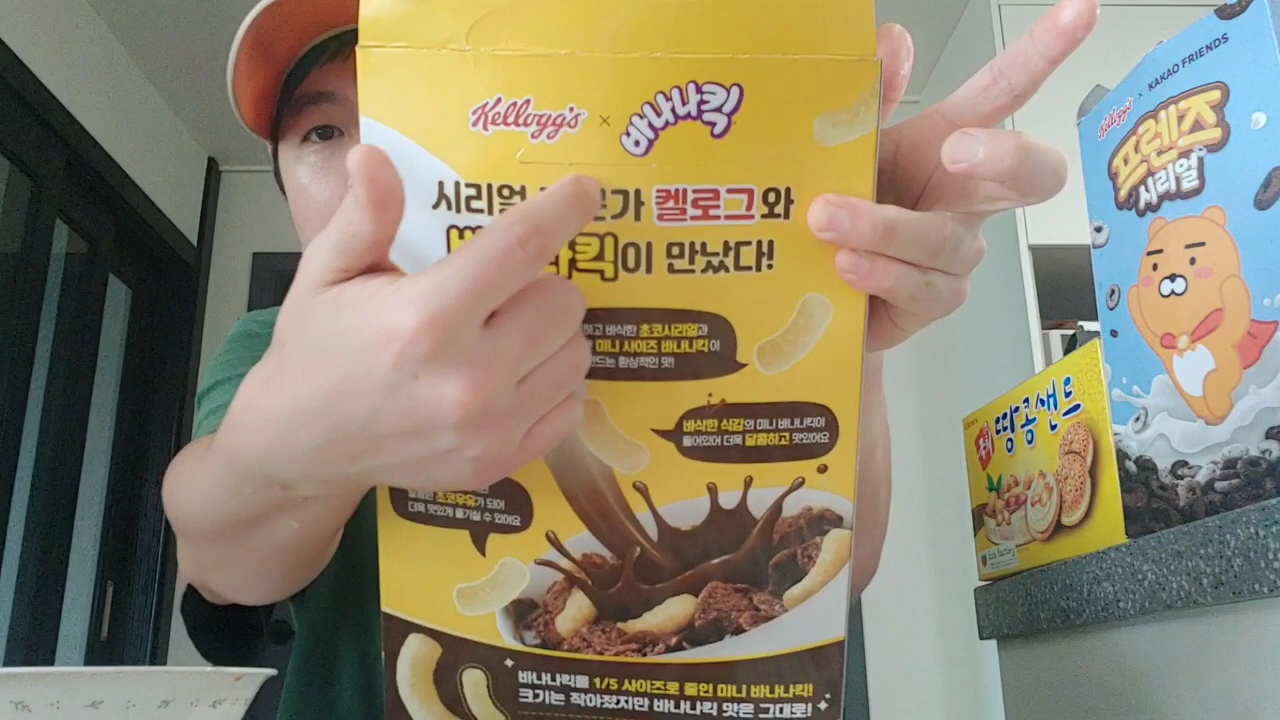 Kellogg's × 바나나킥
시리얼 가 켈로그와
바나나킥이 만났다!
하고 바삭한 초코시리얼과
미니 사이즈 바나나킥이
만드는 환상적인 맛!
바삭한 식감의 미니 바나나킥이
들어있어 더욱 달콤하고 맛있어요
초코우유가 되어
더욱 맛있게 즐기실 수 있어요
바나나킥을 1/5 사이즈로 줄인 미니 바나나킥!
크기는 작아졌지만 바나나킥 맛은 그대로!
Kellogg's × KAKAO FRIENDS
프렌즈
시리얼
땅콩샌드